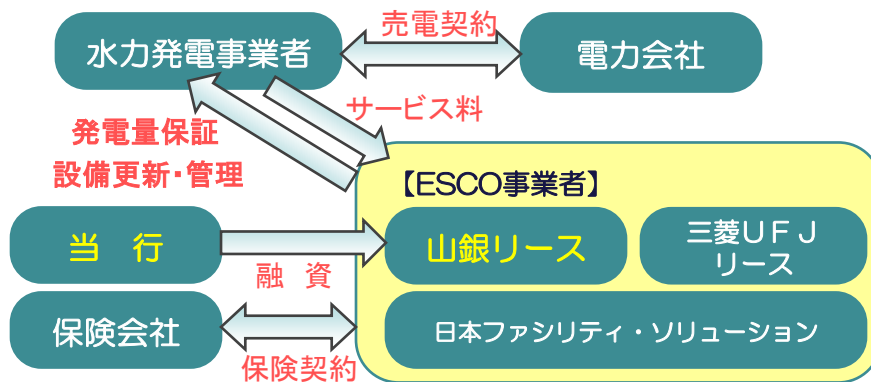 売電契約
水力発電事業者
電力会社
サービス料
発電量保証
設備更新・管理
【ESCO事業者】
当　行
山銀リース
三菱ＵＦＪ
リース
融　資
保険会社
日本ファシリティ・ソリューション
保険契約